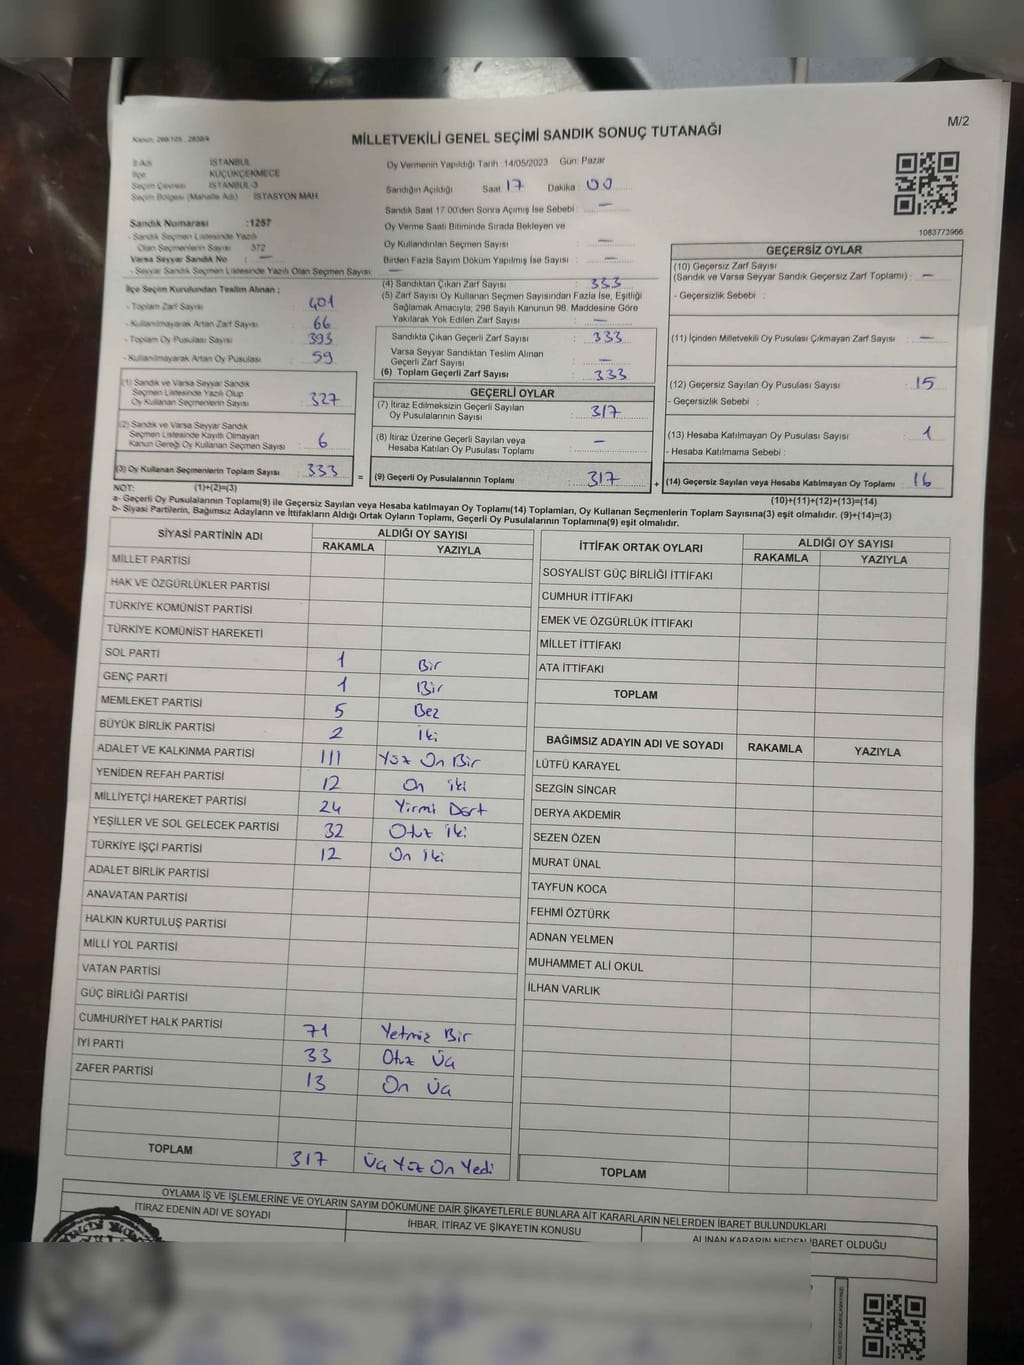 M/2
MİLLETVEKİLİ GENEL SEÇİMİ SANDIK SONUÇ TUTANAĞI
Kanun: 298/105, 2839/4
İl Adı İSTANBUL
İlçe KÜÇÜKÇEKMECE
Seçim Çevresi İSTANBUL-3
Seçim Bölgesi (Mahalle Adı) İSTASYON MAH.
Sandık Numarası :1257
- Sandık Seçmen Listesinde Yazılı
Olan Seçmenlerin Sayısı 372
Varsa Seyyar Sandık No : —
- Seyyar Sandık Seçmen Listesinde Yazılı Olan Seçmen Sayısı : —
İlçe Seçim Kurulundan Teslim Alınan ;
- Toplam Zarf Sayısı : 401
- Kullanılmayarak Artan Zarf Sayısı : 66
- Toplam Oy Pusulası Sayısı : 393
- Kullanılmayarak Artan Oy Pusulası : 59
(1) Sandık ve Varsa Seyyar Sandık
Seçmen Listesinde Yazılı Olup
Oy Kullanan Seçmenlerin Sayısı : 327
(2) Sandık ve Varsa Seyyar Sandık
Seçmen Listesinde Kayıtlı Olmayan
Kanun Gereği Oy Kullanan Seçmen Sayısı : 6
(3) Oy Kullanan Seçmenlerin Toplam Sayısı : 333
Oy Vermenin Yapıldığı Tarih : 14/05/2023 Gün: Pazar
Sandığın Açıldığı Saat 17 Dakika : 00
Sandık Saat 17.00'den Sonra Açılmış İse Sebebi : —
Oy Verme Saati Bitiminde Sırada Bekleyen ve
Oy Kullandırılan Seçmen Sayısı : —
Birden Fazla Sayım Döküm Yapılmış İse Sayısı : —
(4) Sandıktan Çıkan Zarf Sayısı : 333
(5) Zarf Sayısı Oy Kullanan Seçmen Sayısından Fazla İse, Eşitliği
Sağlamak Amacıyla; 298 Sayılı Kanunun 98. Maddesine Göre
Yakılarak Yok Edilen Zarf Sayısı : —
Sandıkta Çıkan Geçerli Zarf Sayısı : 333
Varsa Seyyar Sandıktan Teslim Alınan
Geçerli Zarf Sayısı : —
(6) Toplam Geçerli Zarf Sayısı : 333
GEÇERLİ OYLAR
(7) İtiraz Edilmeksizin Geçerli Sayılan
Oy Pusulalarının Sayısı : 317
(8) İtiraz Üzerine Geçerli Sayılan veya
Hesaba Katılan Oy Pusulası Toplamı : —
= (9) Geçerli Oy Pusulalarının Toplamı : 317
1083773966
GEÇERSİZ OYLAR
(10) Geçersiz Zarf Sayısı
(Sandık ve Varsa Seyyar Sandık Geçersiz Zarf Toplamı) : —
- Geçersizlik Sebebi :
(11) İçinden Milletvekili Oy Pusulası Çıkmayan Zarf Sayısı : —
(12) Geçersiz Sayılan Oy Pusulası Sayısı : 15
- Geçersizlik Sebebi :
(13) Hesaba Katılmayan Oy Pusulası Sayısı : 1
- Hesaba Katılmama Sebebi :
+ (14) Geçersiz Sayılan veya Hesaba Katılmayan Oy Toplamı : 16
NOT: (1)+(2)=(3) (10)+(11)+(12)+(13)=(14)
a- Geçerli Oy Pusulalarının Toplamı(9) ile Geçersiz Sayılan veya Hesaba katılmayan Oy Toplamı(14) Toplamları, Oy Kullanan Seçmenlerin Toplam Sayısına(3) eşit olmalıdır. (9)+(14)=(3)
b- Siyasi Partilerin, Bağımsız Adayların ve İttifakların Aldığı Ortak Oyların Toplamı, Geçerli Oy Pusulalarının Toplamına(9) eşit olmalıdır.
SİYASİ PARTİNİN ADI ALDIĞI OY SAYISI
RAKAMLA YAZIYLA
MİLLET PARTİSİ
HAK VE ÖZGÜRLÜKLER PARTİSİ
TÜRKİYE KOMÜNİST PARTİSİ
TÜRKİYE KOMÜNİST HAREKETİ
SOL PARTİ 1 Bir
GENÇ PARTİ 1 Bir
MEMLEKET PARTİSİ 5 Beş
BÜYÜK BİRLİK PARTİSİ 2 İki
ADALET VE KALKINMA PARTİSİ 111 Yüz On Bir
YENİDEN REFAH PARTİSİ 12 On iki
MİLLİYETÇİ HAREKET PARTİSİ 24 Yirmi Dört
YEŞİLLER VE SOL GELECEK PARTİSİ 32 Otuz İki
TÜRKİYE İŞÇİ PARTİSİ 12 On İki
ADALET BİRLİK PARTİSİ
ANAVATAN PARTİSİ
HALKIN KURTULUŞ PARTİSİ
MİLLİ YOL PARTİSİ
VATAN PARTİSİ
GÜÇ BİRLİĞİ PARTİSİ
CUMHURİYET HALK PARTİSİ 71 Yetmiş Bir
İYİ PARTİ 33 Otuz Üç
ZAFER PARTİSİ 13 On Üç
TOPLAM 317 Üç Yüz On Yedi
İTTİFAK ORTAK OYLARI ALDIĞI OY SAYISI
RAKAMLA YAZIYLA
SOSYALİST GÜÇ BİRLİĞİ İTTİFAKI
CUMHUR İTTİFAKI
EMEK VE ÖZGÜRLÜK İTTİFAKI
MİLLET İTTİFAKI
ATA İTTİFAKI
TOPLAM
BAĞIMSIZ ADAYIN ADI VE SOYADI RAKAMLA YAZIYLA
LÜTFÜ KARAYEL
SEZGİN SİNCAR
DERYA AKDEMİR
SEZEN ÖZEN
MURAT ÜNAL
TAYFUN KOCA
FEHMİ ÖZTÜRK
ADNAN YELMEN
MUHAMMET ALİ OKUL
İLHAN VARLIK
TOPLAM
OYLAMA İŞ VE İŞLEMLERİNE VE OYLARIN SAYIM DÖKÜMÜNE DAİR ŞİKAYETLERLE BUNLARA AİT KARARLARIN NELERDEN İBARET BULUNDUKLARI
İTİRAZ EDENİN ADI VE SOYADI İHBAR, İTİRAZ VE ŞİKAYETİN KONUSU ALINAN KARARIN NEDEN İBARET OLDUĞU